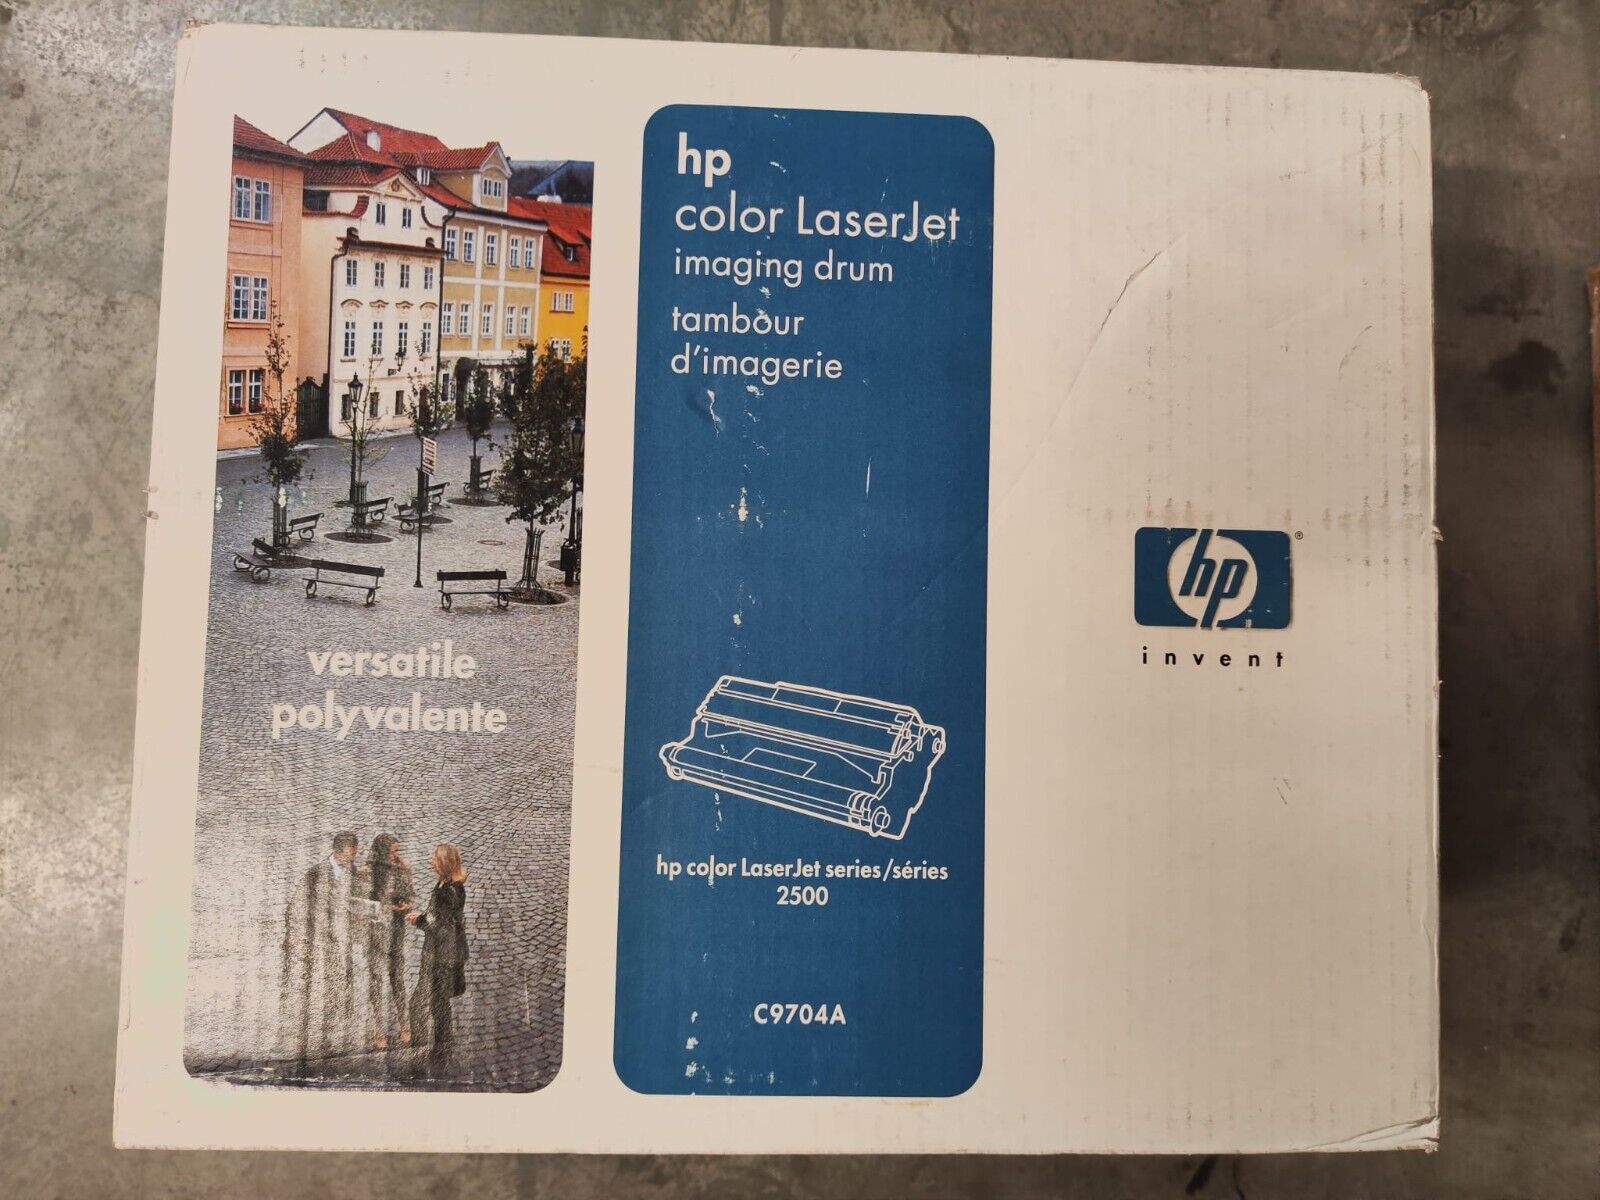 versatile
polyvalente
hp
color LaserJet
imaging drum
tambour
d'imagerie
hp color LaserJet series/séries
2500
C9704A
hp®
invent